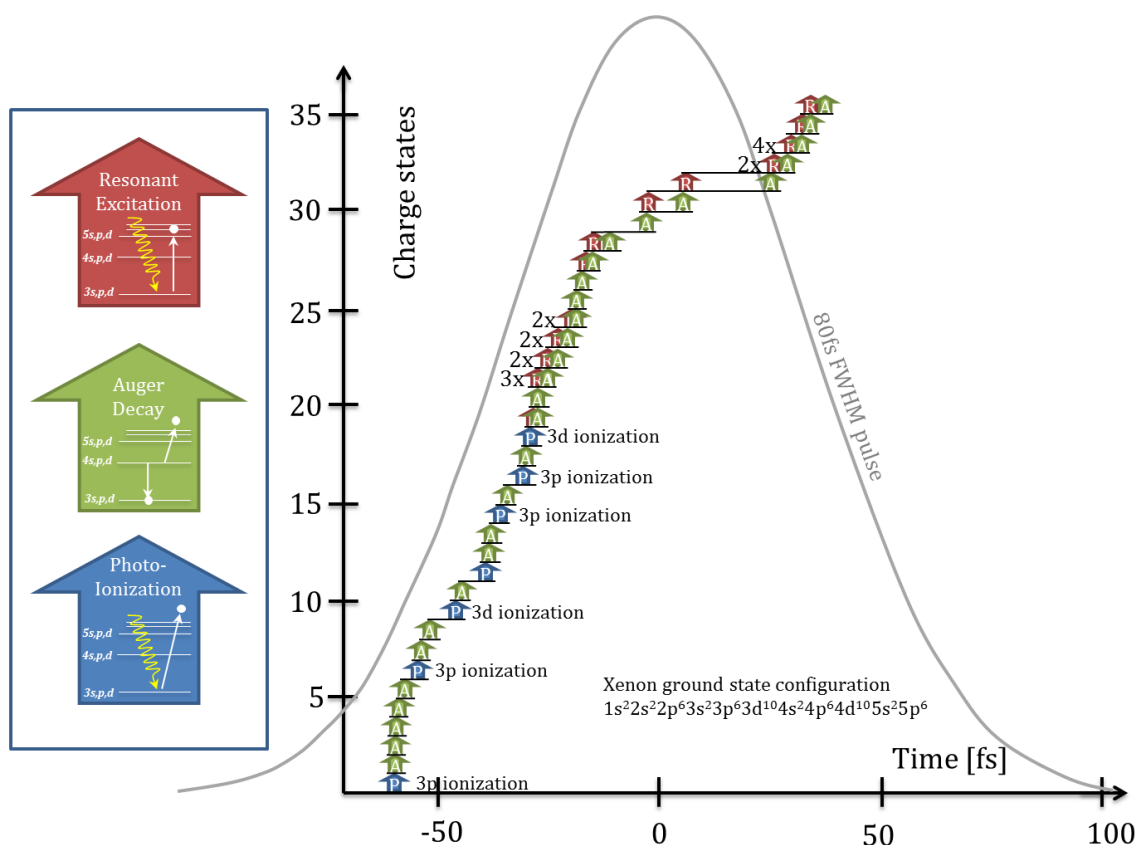 Resonant
Excitation
5s,p,d
4s,p,d
3s,p,d
Auger
Decay
5s,p,d
4s,p,d
3s,p,d
Photo-
Ionization
5s,p,d
4s,p,d
3s,p,d
Charge states
35
30
25
20
15
10
5
R A
A
4x R A
2x R A
R A
R A
A
R A
A
A
A
2x A
2x A
2x R A
3x R A
A
A
P 3d ionization
A
P 3p ionization
A
P 3p ionization
A
A
P
A
P 3d ionization
A
A
P 3p ionization
A
A
A
A
A
P 3p ionization
80fs FWHM pulse
Xenon ground state configuration
1s²2s²2p⁶3s²3p⁶3d¹⁰4s²4p⁶4d¹⁰5s²5p⁶
Time [fs]
-50
0
50
100